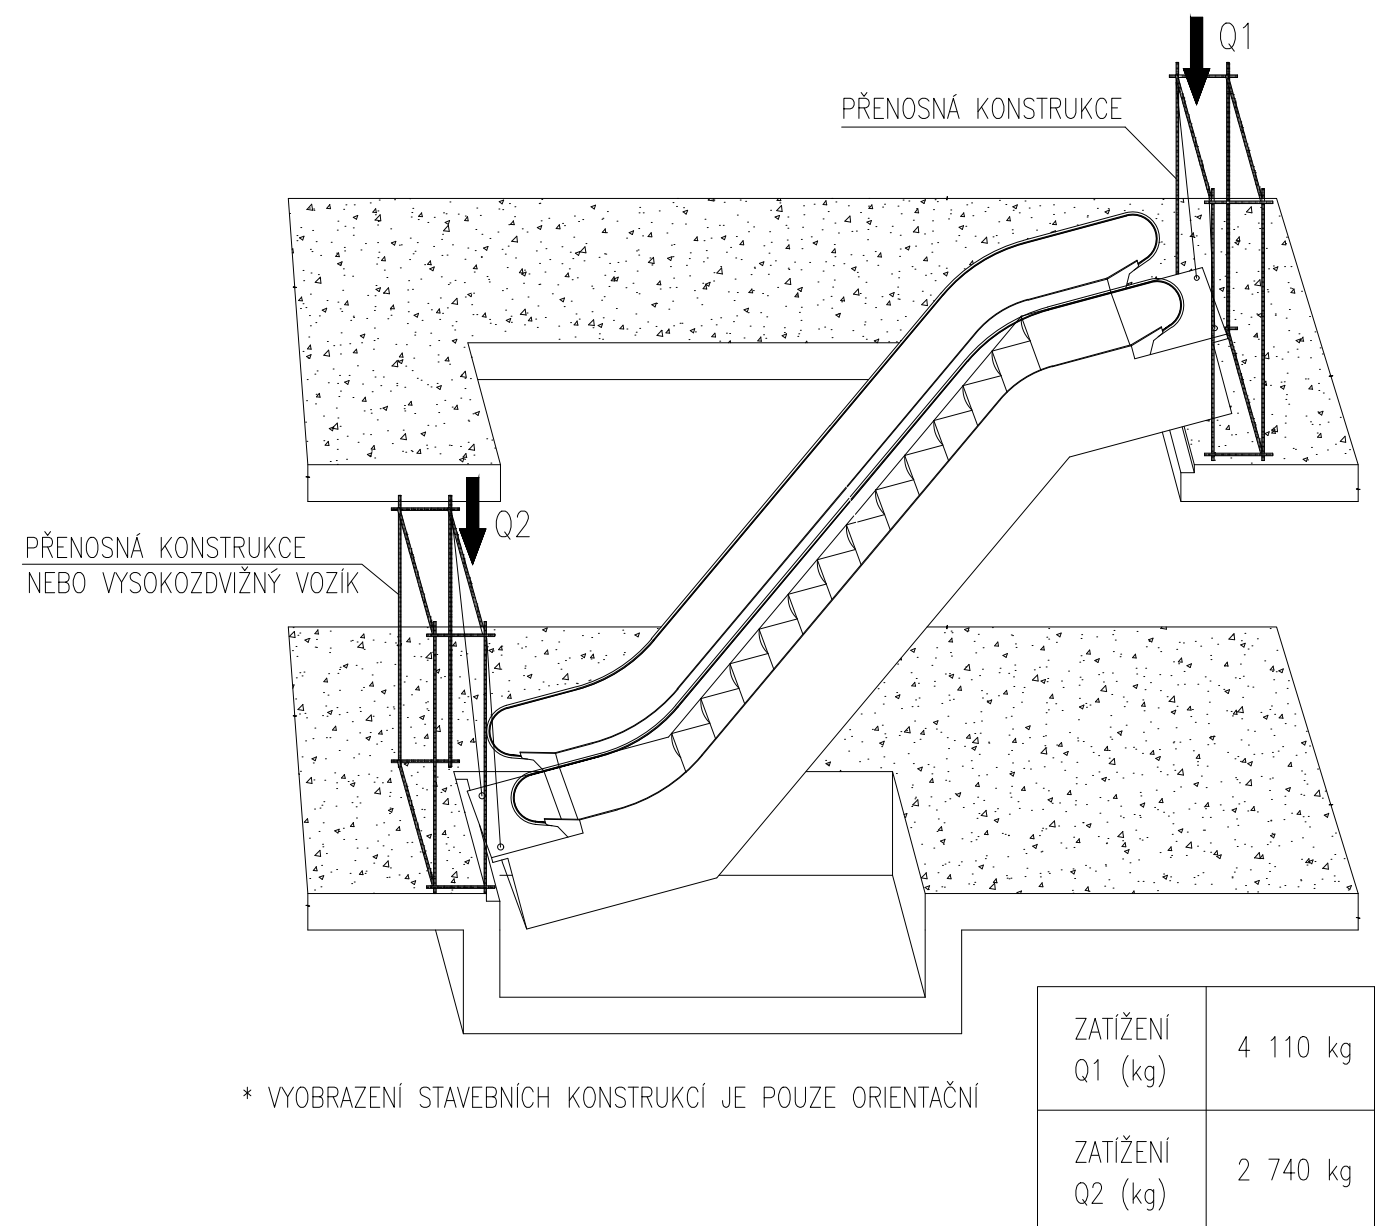 Q1
PŘENOSNÁ KONSTRUKCE
Q2
PŘENOSNÁ KONSTRUKCE
NEBO VYSOKOZDVIŽNÝ VOZÍK
ZATÍŽENÍ
Q1 (kg)
4 110 kg
* VYOBRAZENÍ STAVEBNÍCH KONSTRUKCÍ JE POUZE ORIENTAČNÍ
ZATÍŽENÍ
Q2 (kg)
2 740 kg